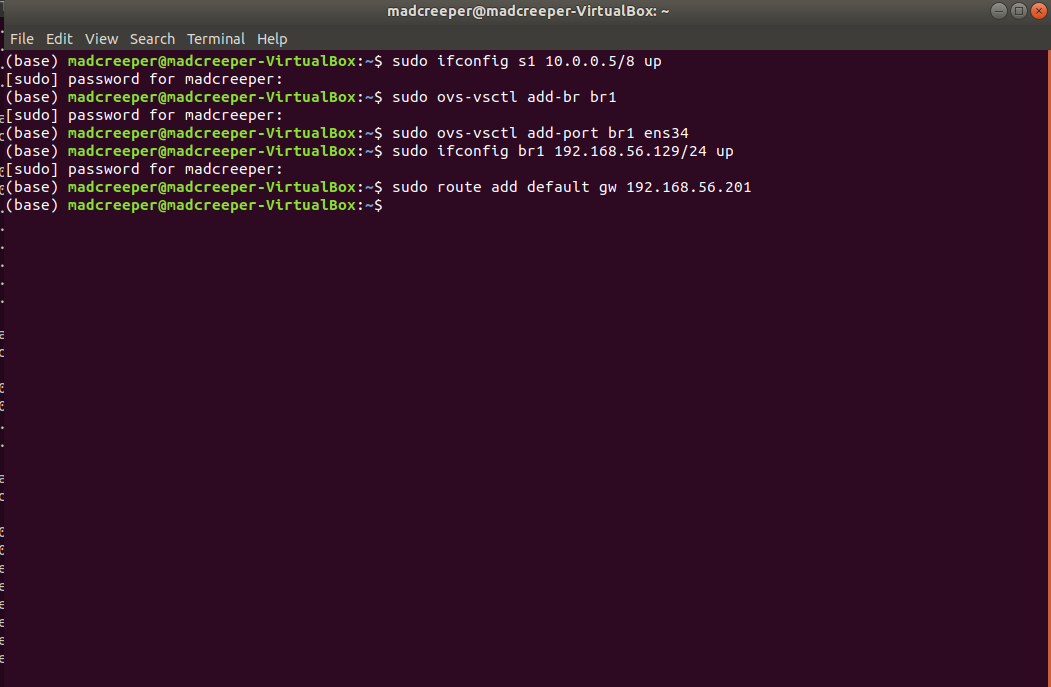 madcreeper@madcreeper-VirtualBox: ~
File Edit View Search Terminal Help
(base) madcreeper@madcreeper-VirtualBox:~$ sudo ifconfig s1 10.0.0.5/8 up
[sudo] password for madcreeper:
(base) madcreeper@madcreeper-VirtualBox:~$ sudo ovs-vsctl add-br br1
[sudo] password for madcreeper:
(base) madcreeper@madcreeper-VirtualBox:~$ sudo ovs-vsctl add-port br1 ens34
(base) madcreeper@madcreeper-VirtualBox:~$ sudo ifconfig br1 192.168.56.129/24 up
[sudo] password for madcreeper:
(base) madcreeper@madcreeper-VirtualBox:~$ sudo route add default gw 192.168.56.201
(base) madcreeper@madcreeper-VirtualBox:~$